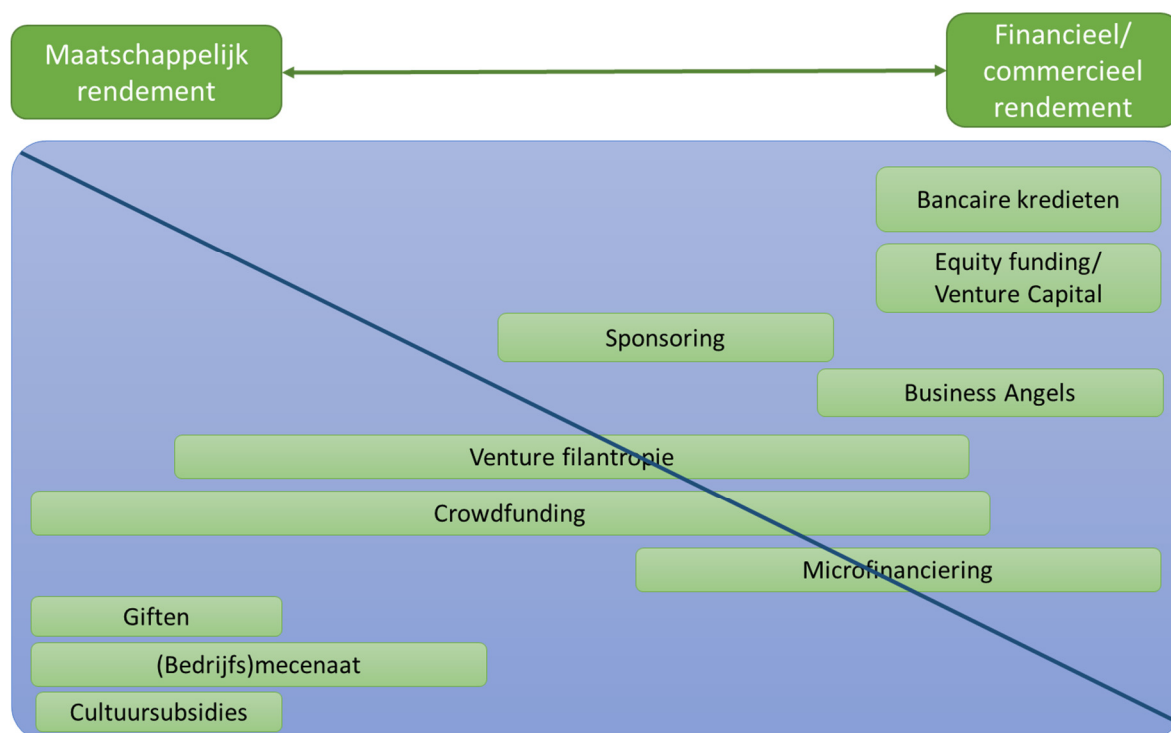 Maatschappelijk
rendement
Financieel/
commercieel
rendement
Bancaire kredieten
Equity funding/
Venture Capital
Sponsoring
Business Angels
Venture filantropie
Crowdfunding
Microfinanciering
Giften
(Bedrijfs)mecenaat
Cultuursubsidies